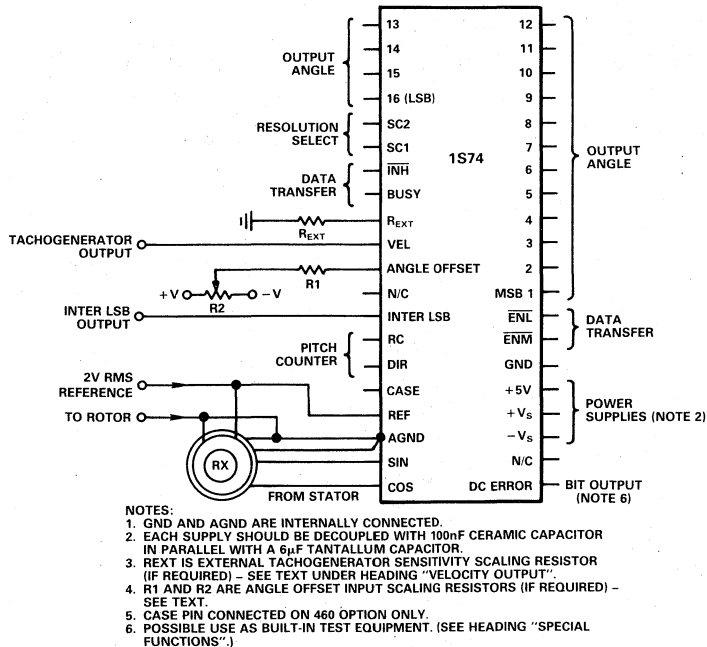 13
12
OUTPUT
ANGLE
14
11
15
10
16 (LSB)
9
RESOLUTION
SELECT
SC2
8
SC1
7
1S74
DATA
TRANSFER
INH
6
BUSY
5
OUTPUT
ANGLE
REXT
REXT
4
TACHOGENERATOR
OUTPUT
VEL
3
R1
ANGLE OFFSET
2
+V
R2
−V
N/C
MSB 1
INTER LSB
OUTPUT
INTER LSB
ENL
DATA
TRANSFER
PITCH
COUNTER
RC
ENM
DIR
GND
2V RMS
REFERENCE
CASE
+5V
POWER
SUPPLIES (NOTE 2)
TO ROTOR
REF
+VS
AGND
−VS
RX
SIN
N/C
FROM STATOR
COS
DC ERROR
BIT OUTPUT
(NOTE 6)
NOTES:
1. GND AND AGND ARE INTERNALLY CONNECTED.
2. EACH SUPPLY SHOULD BE DECOUPLED WITH 100nF CERAMIC CAPACITOR
IN PARALLEL WITH A 6μF TANTALLUM CAPACITOR.
3. REXT IS EXTERNAL TACHOGENERATOR SENSITIVITY SCALING RESISTOR
(IF REQUIRED) – SEE TEXT UNDER HEADING "VELOCITY OUTPUT".
4. R1 AND R2 ARE ANGLE OFFSET INPUT SCALING RESISTORS (IF REQUIRED) –
SEE TEXT.
5. CASE PIN CONNECTED ON 460 OPTION ONLY.
6. POSSIBLE USE AS BUILT-IN TEST EQUIPMENT. (SEE HEADING "SPECIAL
FUNCTIONS".)